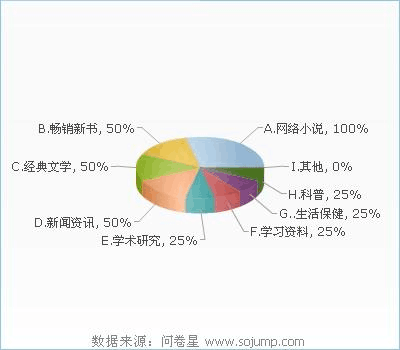 B.畅销新书, 50%
A.网络小说, 100%
C.经典文学, 50%
I.其他, 0%
H.科普, 25%
G..生活保健, 25%
D.新闻资讯, 50%
F.学习资料, 25%
E.学术研究, 25%
数据来源：问卷星 www.sojump.com